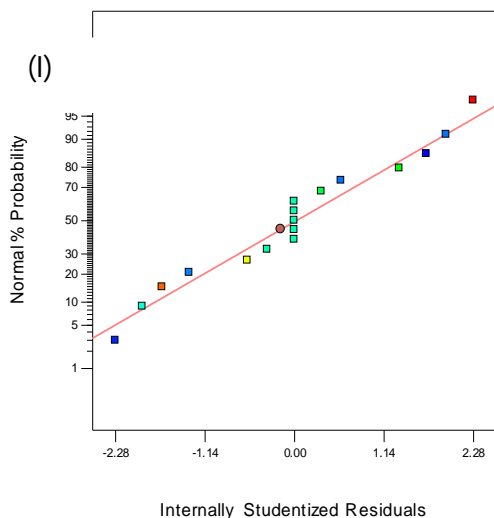 (I)
Normal % Probability
95
90
80
70
50
30
20
10
5
1
-2.28 -1.14 0.00 1.14 2.28
Internally Studentized Residuals